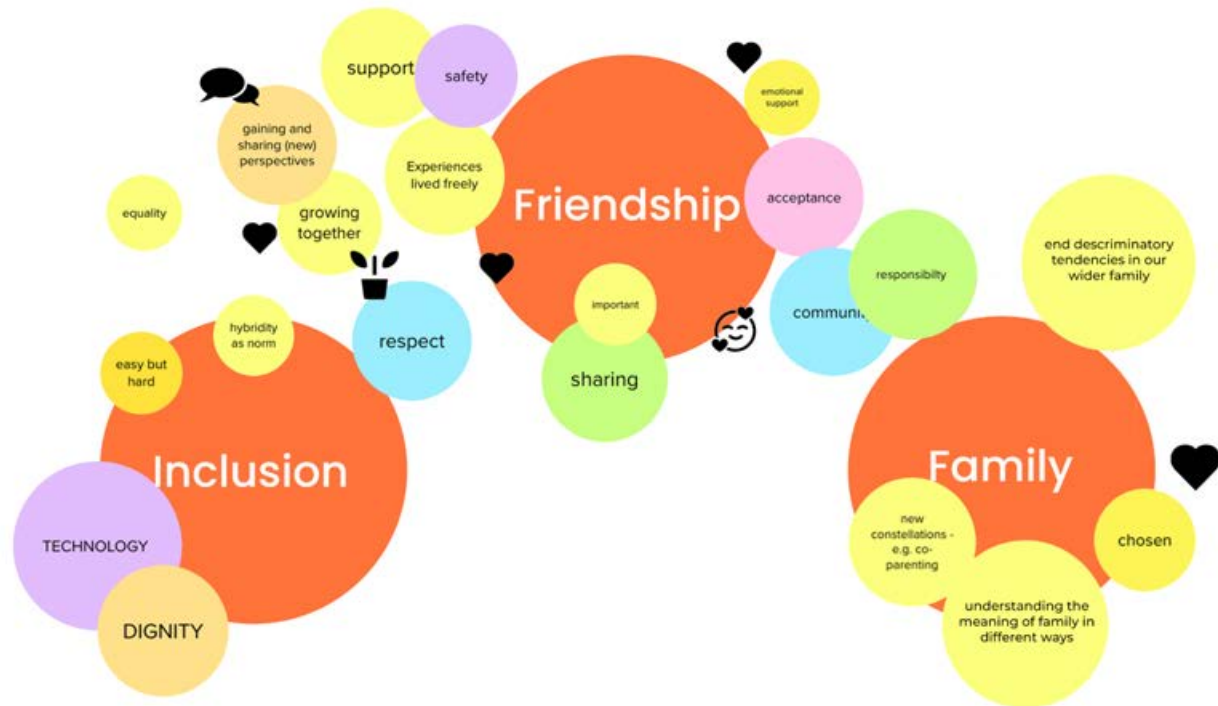 support
safety
emotional
support
gaining and
sharing (new)
perspectives
Experiences
lived freely
Friendship
acceptance
equality
growing
together
end descriminatory
tendencies in our
wider family
responsibilty
important
communi
hybridity
as norm
respect
easy but
hard
sharing
Inclusion
Family
new
constellations -
e.g. co-
parenting
chosen
TECHNOLOGY
understanding the
meaning of family in
different ways
DIGNITY